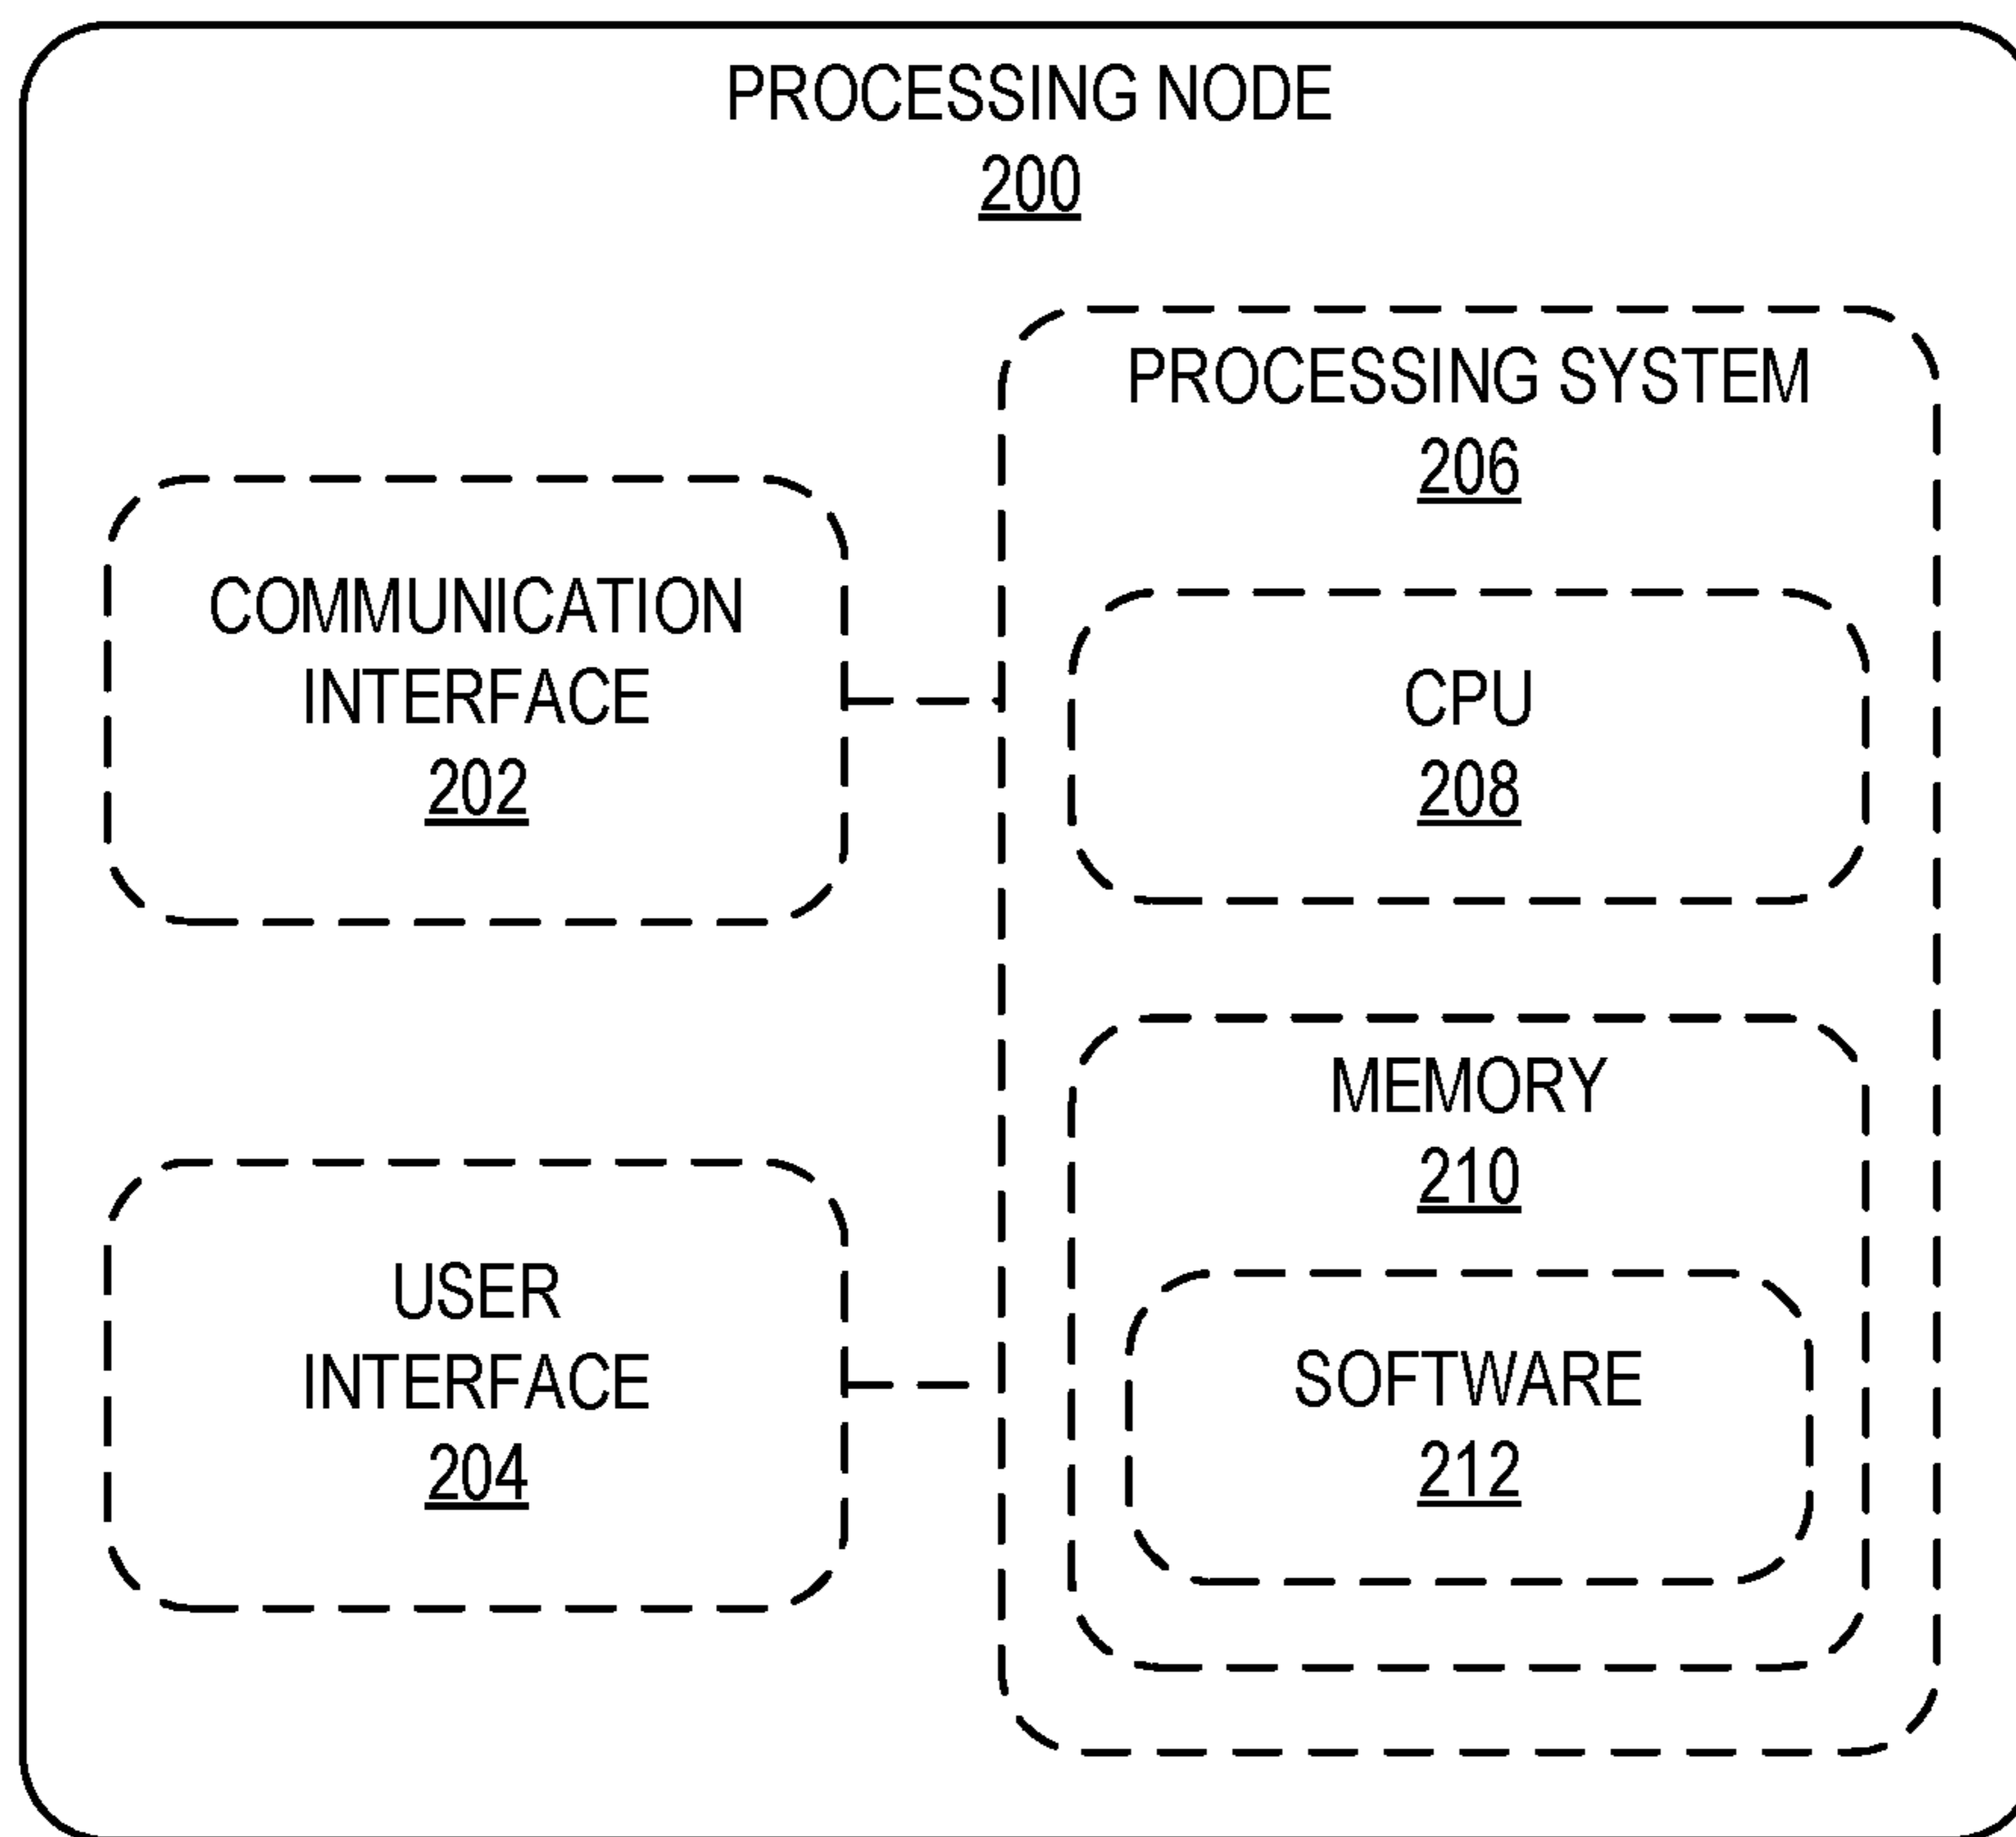 PROCESSING NODE
200
PROCESSING SYSTEM
206
COMMUNICATION
INTERFACE
202
CPU
208
MEMORY
210
USER
INTERFACE
204
SOFTWARE
212